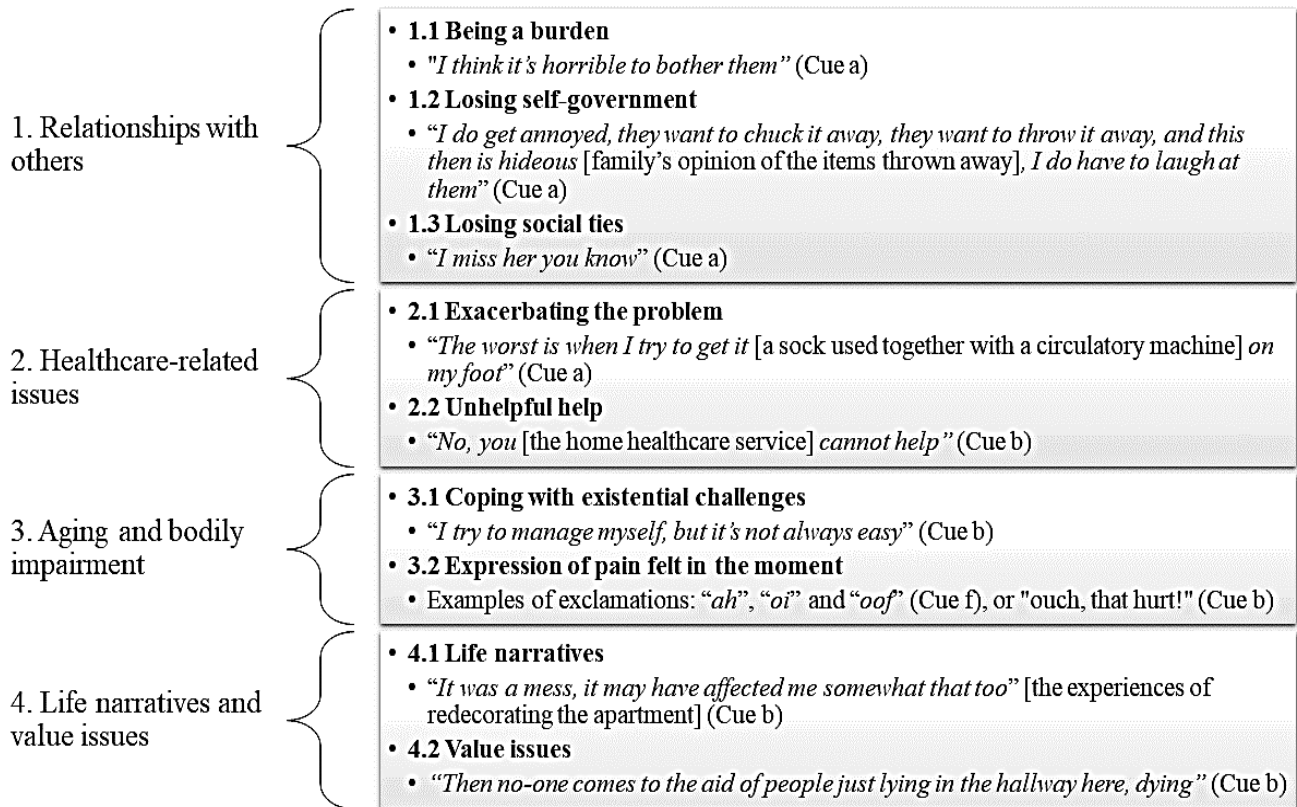 1. Relationships with
others
• 1.1 Being a burden
• "I think it's horrible to bother them" (Cue a)
• 1.2 Losing self-government
• “I do get annoyed, they want to chuck it away, they want to throw it away, and this
then is hideous [family's opinion of the items thrown away], I do have to laugh at
them” (Cue a)
• 1.3 Losing social ties
• “I miss her you know” (Cue a)
2. Healthcare-related
issues
• 2.1 Exacerbating the problem
• “The worst is when I try to get it [a sock used together with a circulatory machine] on
my foot” (Cue a)
• 2.2 Unhelpful help
• “No, you [the home healthcare service] cannot help” (Cue b)
3. Aging and bodily
impairment
• 3.1 Coping with existential challenges
• “I try to manage myself, but it's not always easy” (Cue b)
• 3.2 Expression of pain felt in the moment
• Examples of exclamations: “ah”, “oi” and “oof” (Cue f), or "ouch, that hurt!" (Cue b)
4. Life narratives and
value issues
• 4.1 Life narratives
• “It was a mess, it may have affected me somewhat that too” [the experiences of
redecorating the apartment] (Cue b)
• 4.2 Value issues
• “Then no-one comes to the aid of people just lying in the hallway here, dying” (Cue b)